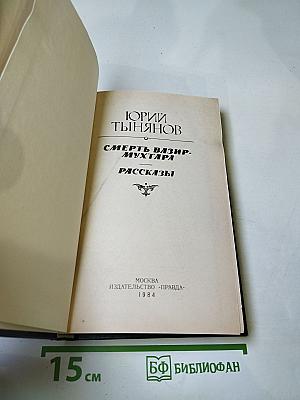 ЮРИЙ
ТЫНЯНОВ
СМЕРТЬ ВАЗИР-
МУХТАРА
РАССКАЗЫ
МОСКВА
ИЗДАТЕЛЬСТВО «ПРАВДА»
1984
15 см
БФ БИБЛИОФАН